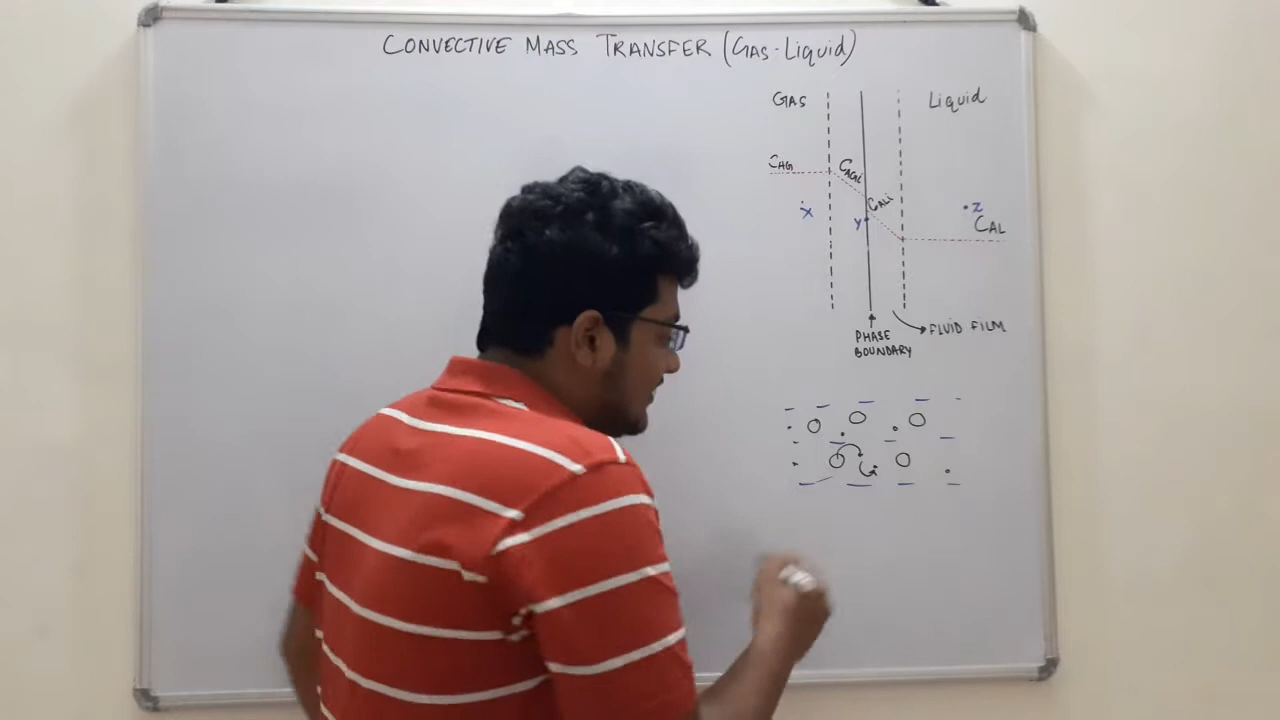 CONVECTIVE MASS TRANSFER (GAS-LIQUID)
GAS
Liquid
CAG
CAGi
CALi
X
Y
Z
CAL
FLUID FILM
PHASE
BOUNDARY